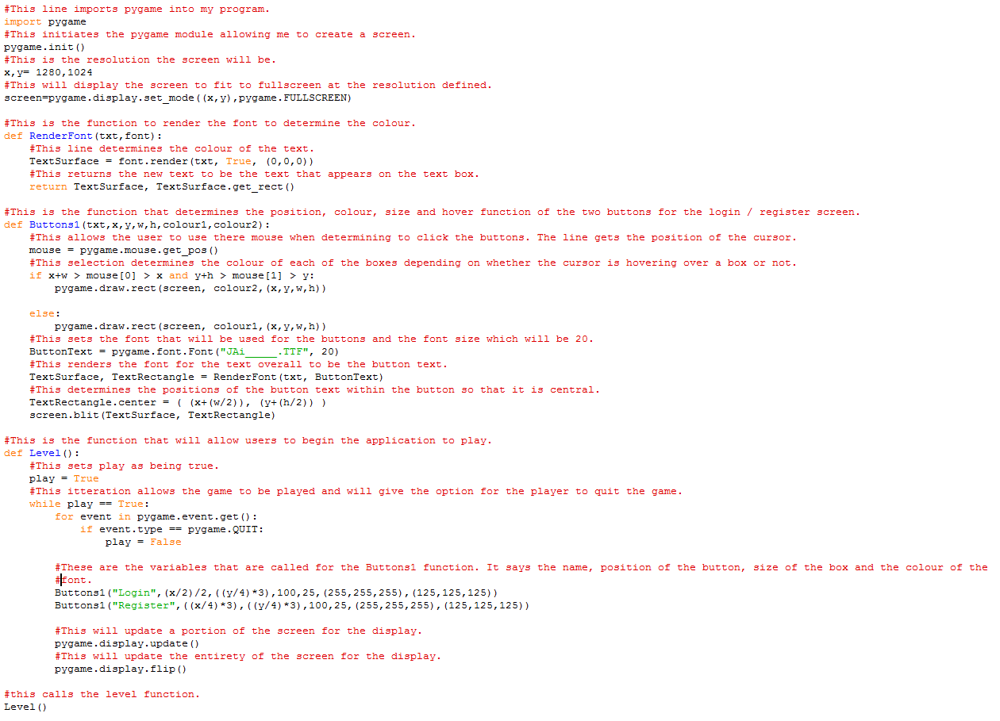 #This line imports pygame into my program.
import pygame
#This initiates the pygame module allowing me to create a screen.
pygame.init()
#This is the resolution the screen will be.
x,y= 1280,1024
#This will display the screen to fit to fullscreen at the resolution defined.
screen=pygame.display.set_mode((x,y),pygame.FULLSCREEN)

#This is the function to render the font to determine the colour.
def RenderFont(txt,font):
    #This line determines the colour of the text.
    TextSurface = font.render(txt, True, (0,0,0))
    #This returns the new text to be the text that appears on the text box.
    return TextSurface, TextSurface.get_rect()

#This is the function that determines the position, colour, size and hover function of the two buttons for the login / register screen.
def Buttons1(txt,x,y,w,h,colour1,colour2):
    #This allows the user to use there mouse when determining to click the buttons. The line gets the position of the cursor.
    mouse = pygame.mouse.get_pos()
    #This selection determines the colour of each of the boxes depending on whether the cursor is hovering over a box or not.
    if x+w > mouse[0] > x and y+h > mouse[1] > y:
        pygame.draw.rect(screen, colour2,(x,y,w,h))

    else:
        pygame.draw.rect(screen, colour1,(x,y,w,h))
    #This sets the font that will be used for the buttons and the font size which will be 20.
    ButtonText = pygame.font.Font("JAi_____.TTF", 20)
    #This renders the font for the text overall to be the button text.
    TextSurface, TextRectangle = RenderFont(txt, ButtonText)
    #This determines the positions of the button text within the button so that it is central.
    TextRectangle.center = ( (x+(w/2)), (y+(h/2)) )
    screen.blit(TextSurface, TextRectangle)

#This is the function that will allow users to begin the application to play.
def Level():
    #This sets play as being true.
    play = True
    #This itteration allows the game to be played and will give the option for the player to quit the game.
    while play == True:
        for event in pygame.event.get():
            if event.type == pygame.QUIT:
                play = False

        #These are the variables that are called for the Buttons1 function. It says the name, position of the button, size of the box and the colour of the
        #font.
        Buttons1("Login",(x/2)/2,((y/4)*3),100,25,(255,255,255),(125,125,125))
        Buttons1("Register",((x/4)*3),((y/4)*3),100,25,(255,255,255),(125,125,125))

        #This will update a portion of the screen for the display.
        pygame.display.update()
        #This will update the entirety of the screen for the display.
        pygame.display.flip()

#this calls the level function.
Level()